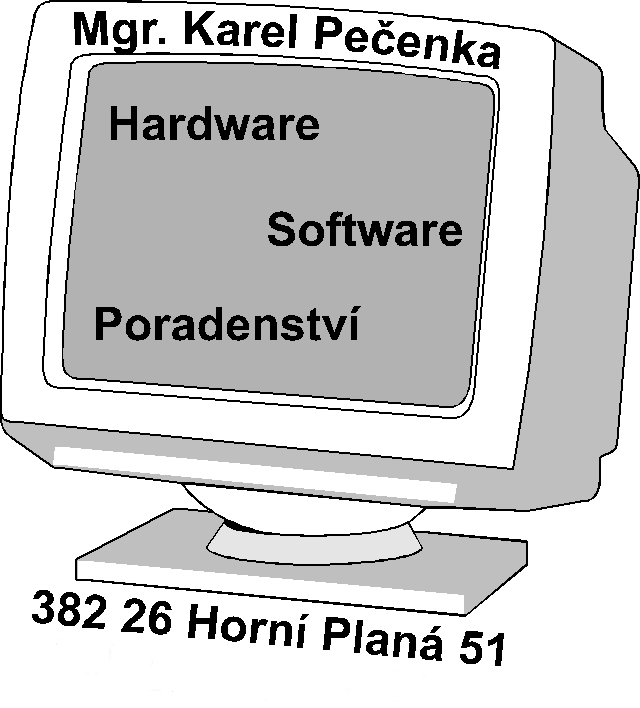 Mgr. Karel Pečenka
Hardware
Software
Poradenství
382 26 Horní Planá 51